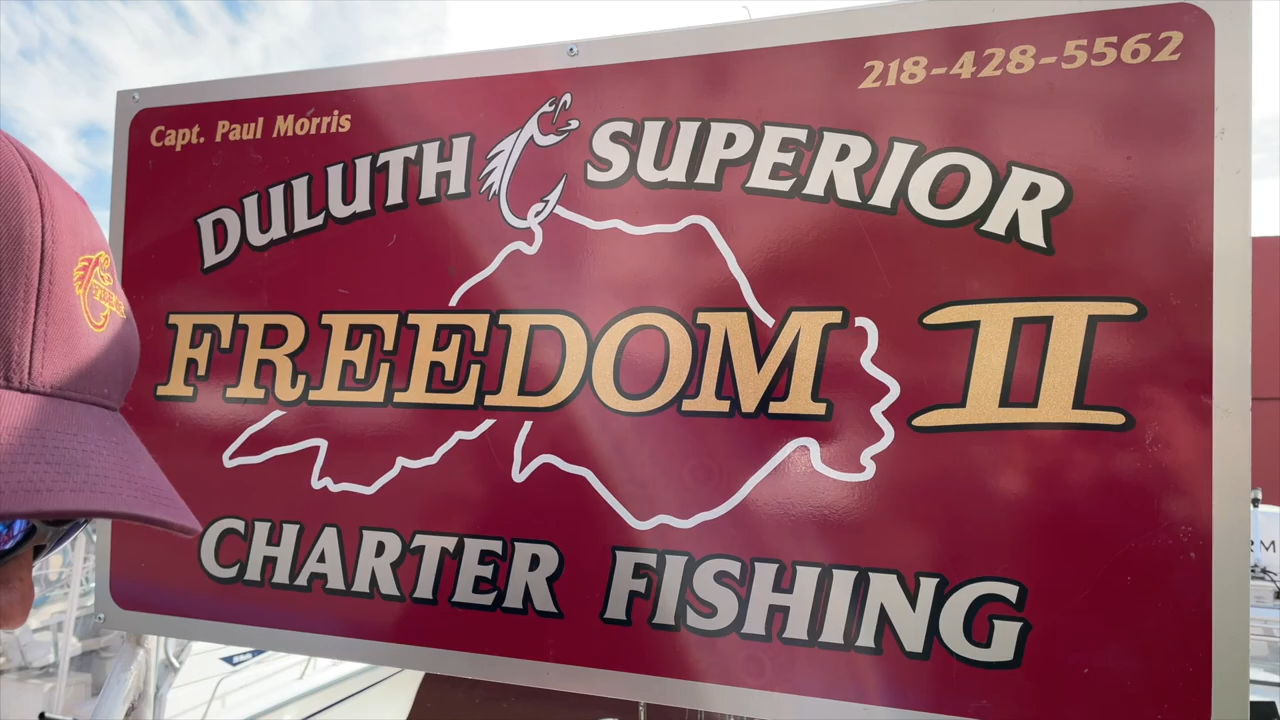 Capt. Paul Morris
218-428-5562
DULUTH SUPERIOR
FREEDOM II
CHARTER FISHING